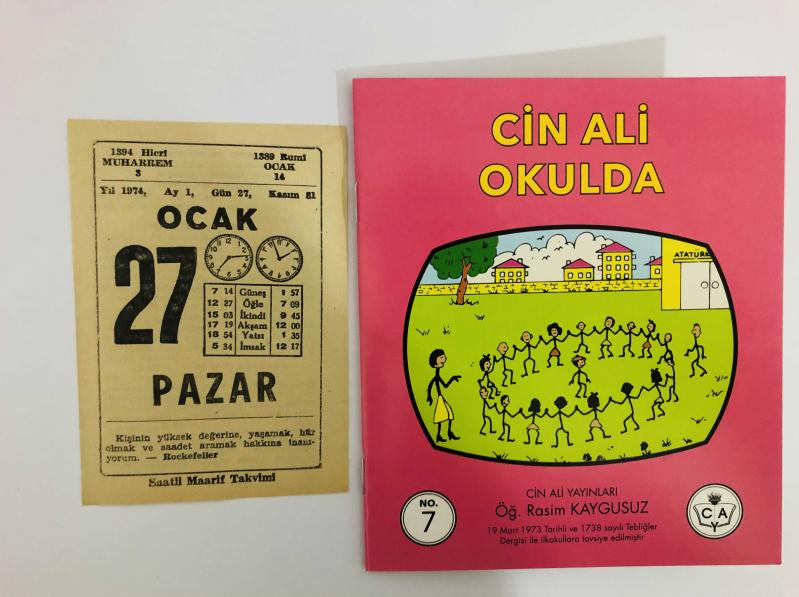 1394 Hicri
MUHARREM
3
1389 Rumi
OCAK
14
Yıl 1974, Ay 1, Gün 27, Kasım 81
OCAK
27
7 14 Güneş 1 57
12 27 Öğle 7 09
15 03 İkindi 9 45
17 19 Akşam 12 00
18 54 Yatsı 1 35
5 34 İmsak 12 17
PAZAR
Kişinin yüksek değerine, yaşamak, hür
olmak ve saadet aramak hakkına inanı-
yorum. — Rockefeller
Saatli Maarif Takvimi
CİN ALİ
OKULDA
ATATÜRK
CİN ALİ YAYINLARI
Öğ. Rasim KAYGUSUZ
19 Mart 1973 Tarihli ve 1738 sayılı Tebliğler
Dergisi ile ilkokullara tavsiye edilmiştir
NO.
7
C A
Y